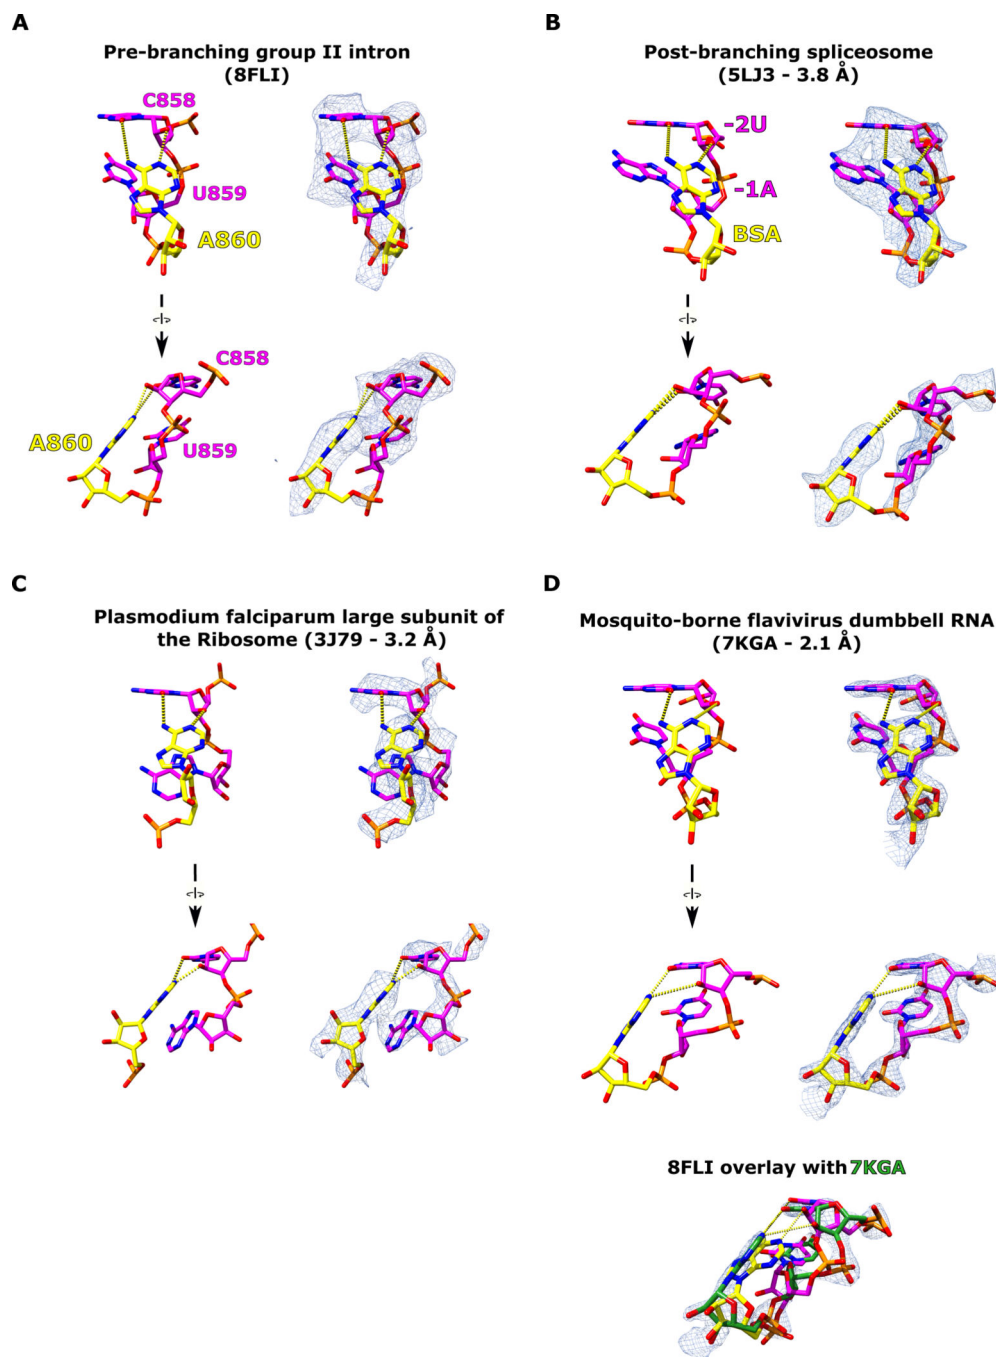 A
Pre-branching group II intron
(8FLI)
C858
U859
A860
C858
A860
U859
B
Post-branching spliceosome
(5LJ3 - 3.8 Å)
-2U
-1A
BSA
C
Plasmodium falciparum large subunit of
the Ribosome (3J79 - 3.2 Å)
D
Mosquito-borne flavivirus dumbbell RNA
(7KGA - 2.1 Å)
8FLI overlay with 7KGA